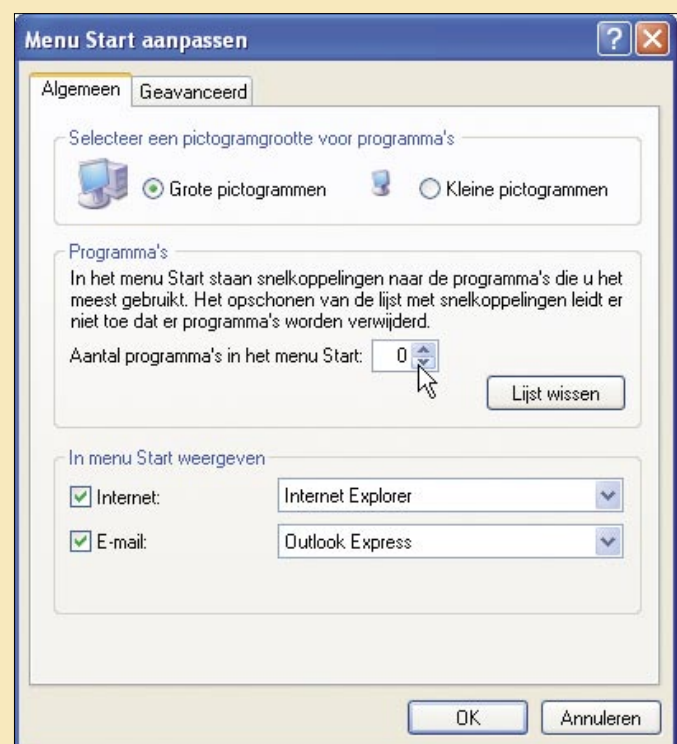 Menu Start aanpassen
Algemeen Geavanceerd
Selecteer een pictogramgrootte voor programma's
Grote pictogrammen Kleine pictogrammen
Programma's
In het menu Start staan snelkoppelingen naar de programma's die u het
meest gebruikt. Het opschonen van de lijst met snelkoppelingen leidt er
niet toe dat er programma's worden verwijderd.
Aantal programma's in het menu Start: 0
Lijst wissen
In menu Start weergeven
Internet: Internet Explorer
E-mail: Outlook Express
OK Annuleren